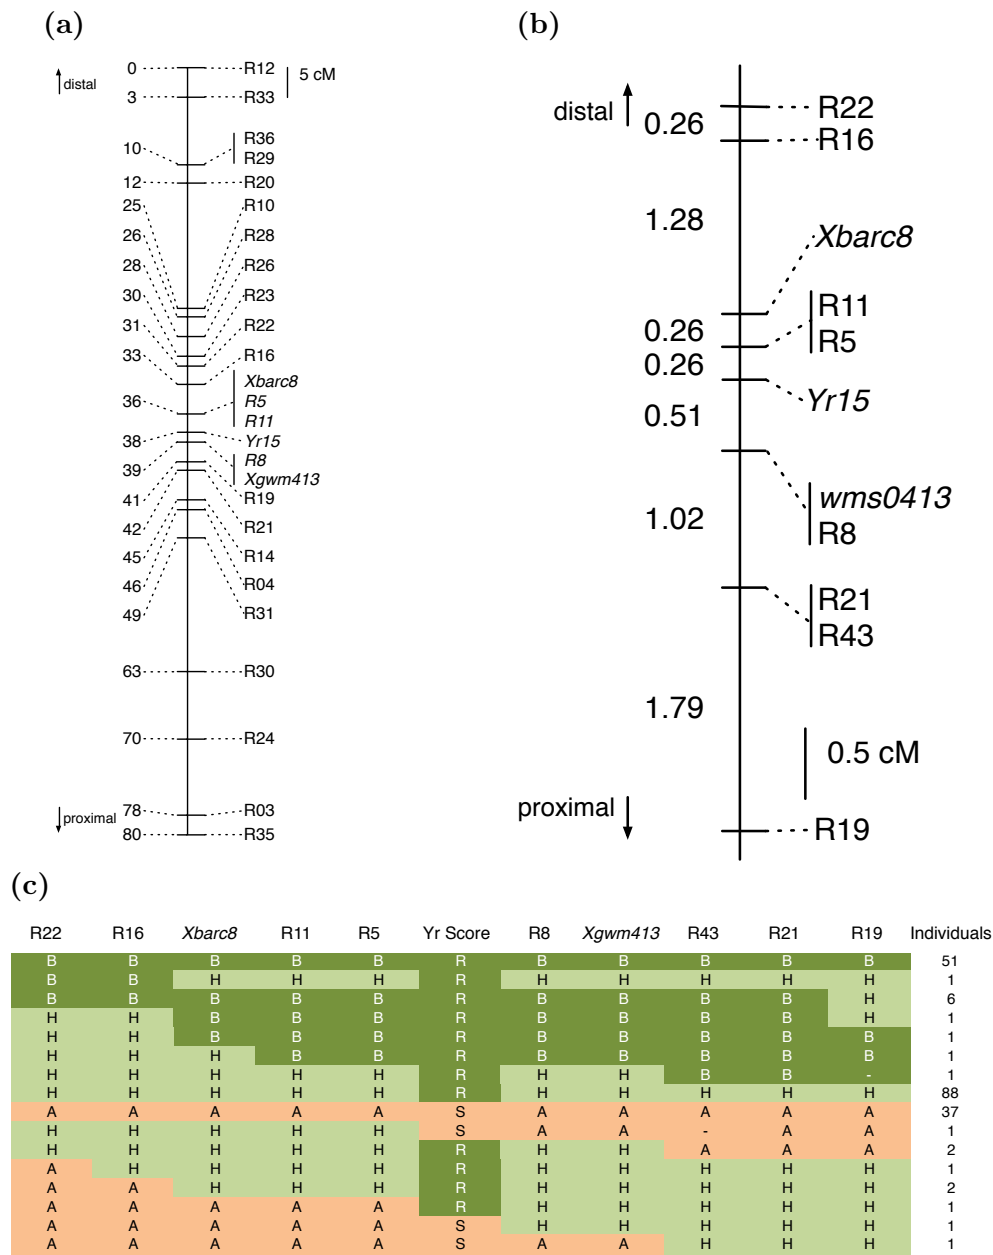 (a)
0 R12
5 cM
distal
3 R33
R36
10
R29
12 R20
25 R10
26 R28
28 R26
30 R23
31 R22
33 R16
Xbarc8
36 R5
R11
38 Yr15
R8
39
Xgwm413
41 R19
42 R21
45 R14
46 R04
49 R31
63 R30
70 R24
78 R03
proximal
80 R35
(b)
distal
R22
0.26
R16
1.28
Xbarc8
R11
0.26
R5
0.26
Yr15
0.51
wms0413
1.02
R8
R21
R43
1.79
0.5 cM
proximal
R19
(c)
R22 R16 Xbarc8 R11 R5 Yr Score R8 Xgwm413 R43 R21 R19 Individuals
B B B B B R B B B B B 51
B B H H H R H H H H H 1
B B B B B R B B B B H 6
H H B B B R B B B B H 1
H H B B B R B B B B B 1
H H H B B R B B B B B 1
H H H H H R H H B B - 1
H H H H H R H H H H H 88
A A A A A S A A A A A 37
H H H H H S A A - A A 1
H H H H H R H H A A A 2
A H H H H R H H H H H 1
A A H H H R H H H H H 2
A A A A A R H H H H H 1
A A A A A S H H H H H 1
A A A A A S A A H H H 1